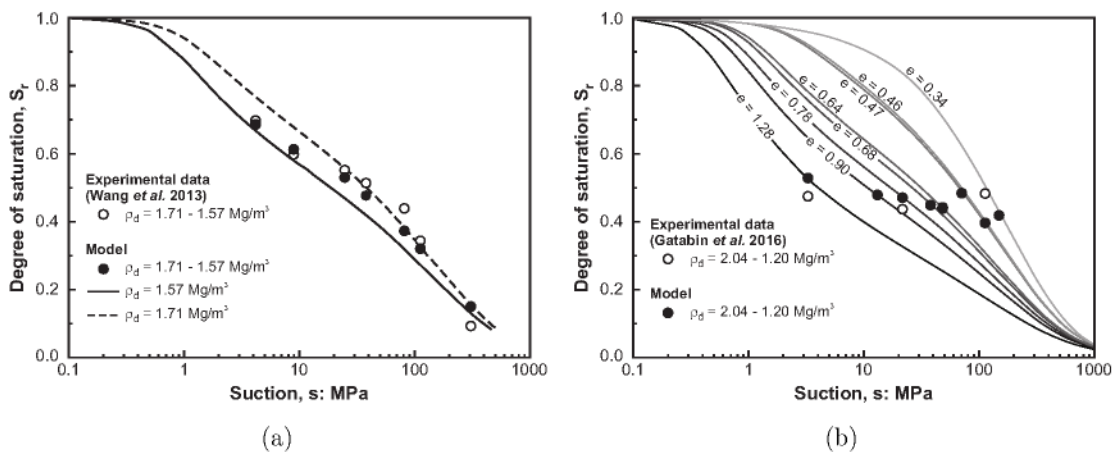 Degree of saturation, Sᵣ
1.0
0.8
0.6
0.4
0.2
0.0
Experimental data
(Wang et al. 2013)
ρd = 1.71 - 1.57 Mg/m³
Model
ρd = 1.71 - 1.57 Mg/m³
ρd = 1.57 Mg/m³
ρd = 1.71 Mg/m³
0.1 1 10 100 1000
Suction, s: MPa
(a)
Degree of saturation, Sᵣ
1.0
0.8
0.6
0.4
0.2
0.0
e = 0.34
e = 0.46
e = 0.47
e = 0.64
e = 0.68
e = 0.78
e = 0.90
e = 1.28
Experimental data
(Gatabin et al. 2016)
ρd = 2.04 - 1.20 Mg/m³
Model
ρd = 2.04 - 1.20 Mg/m³
0.1 1 10 100 1000
Suction, s: MPa
(b)